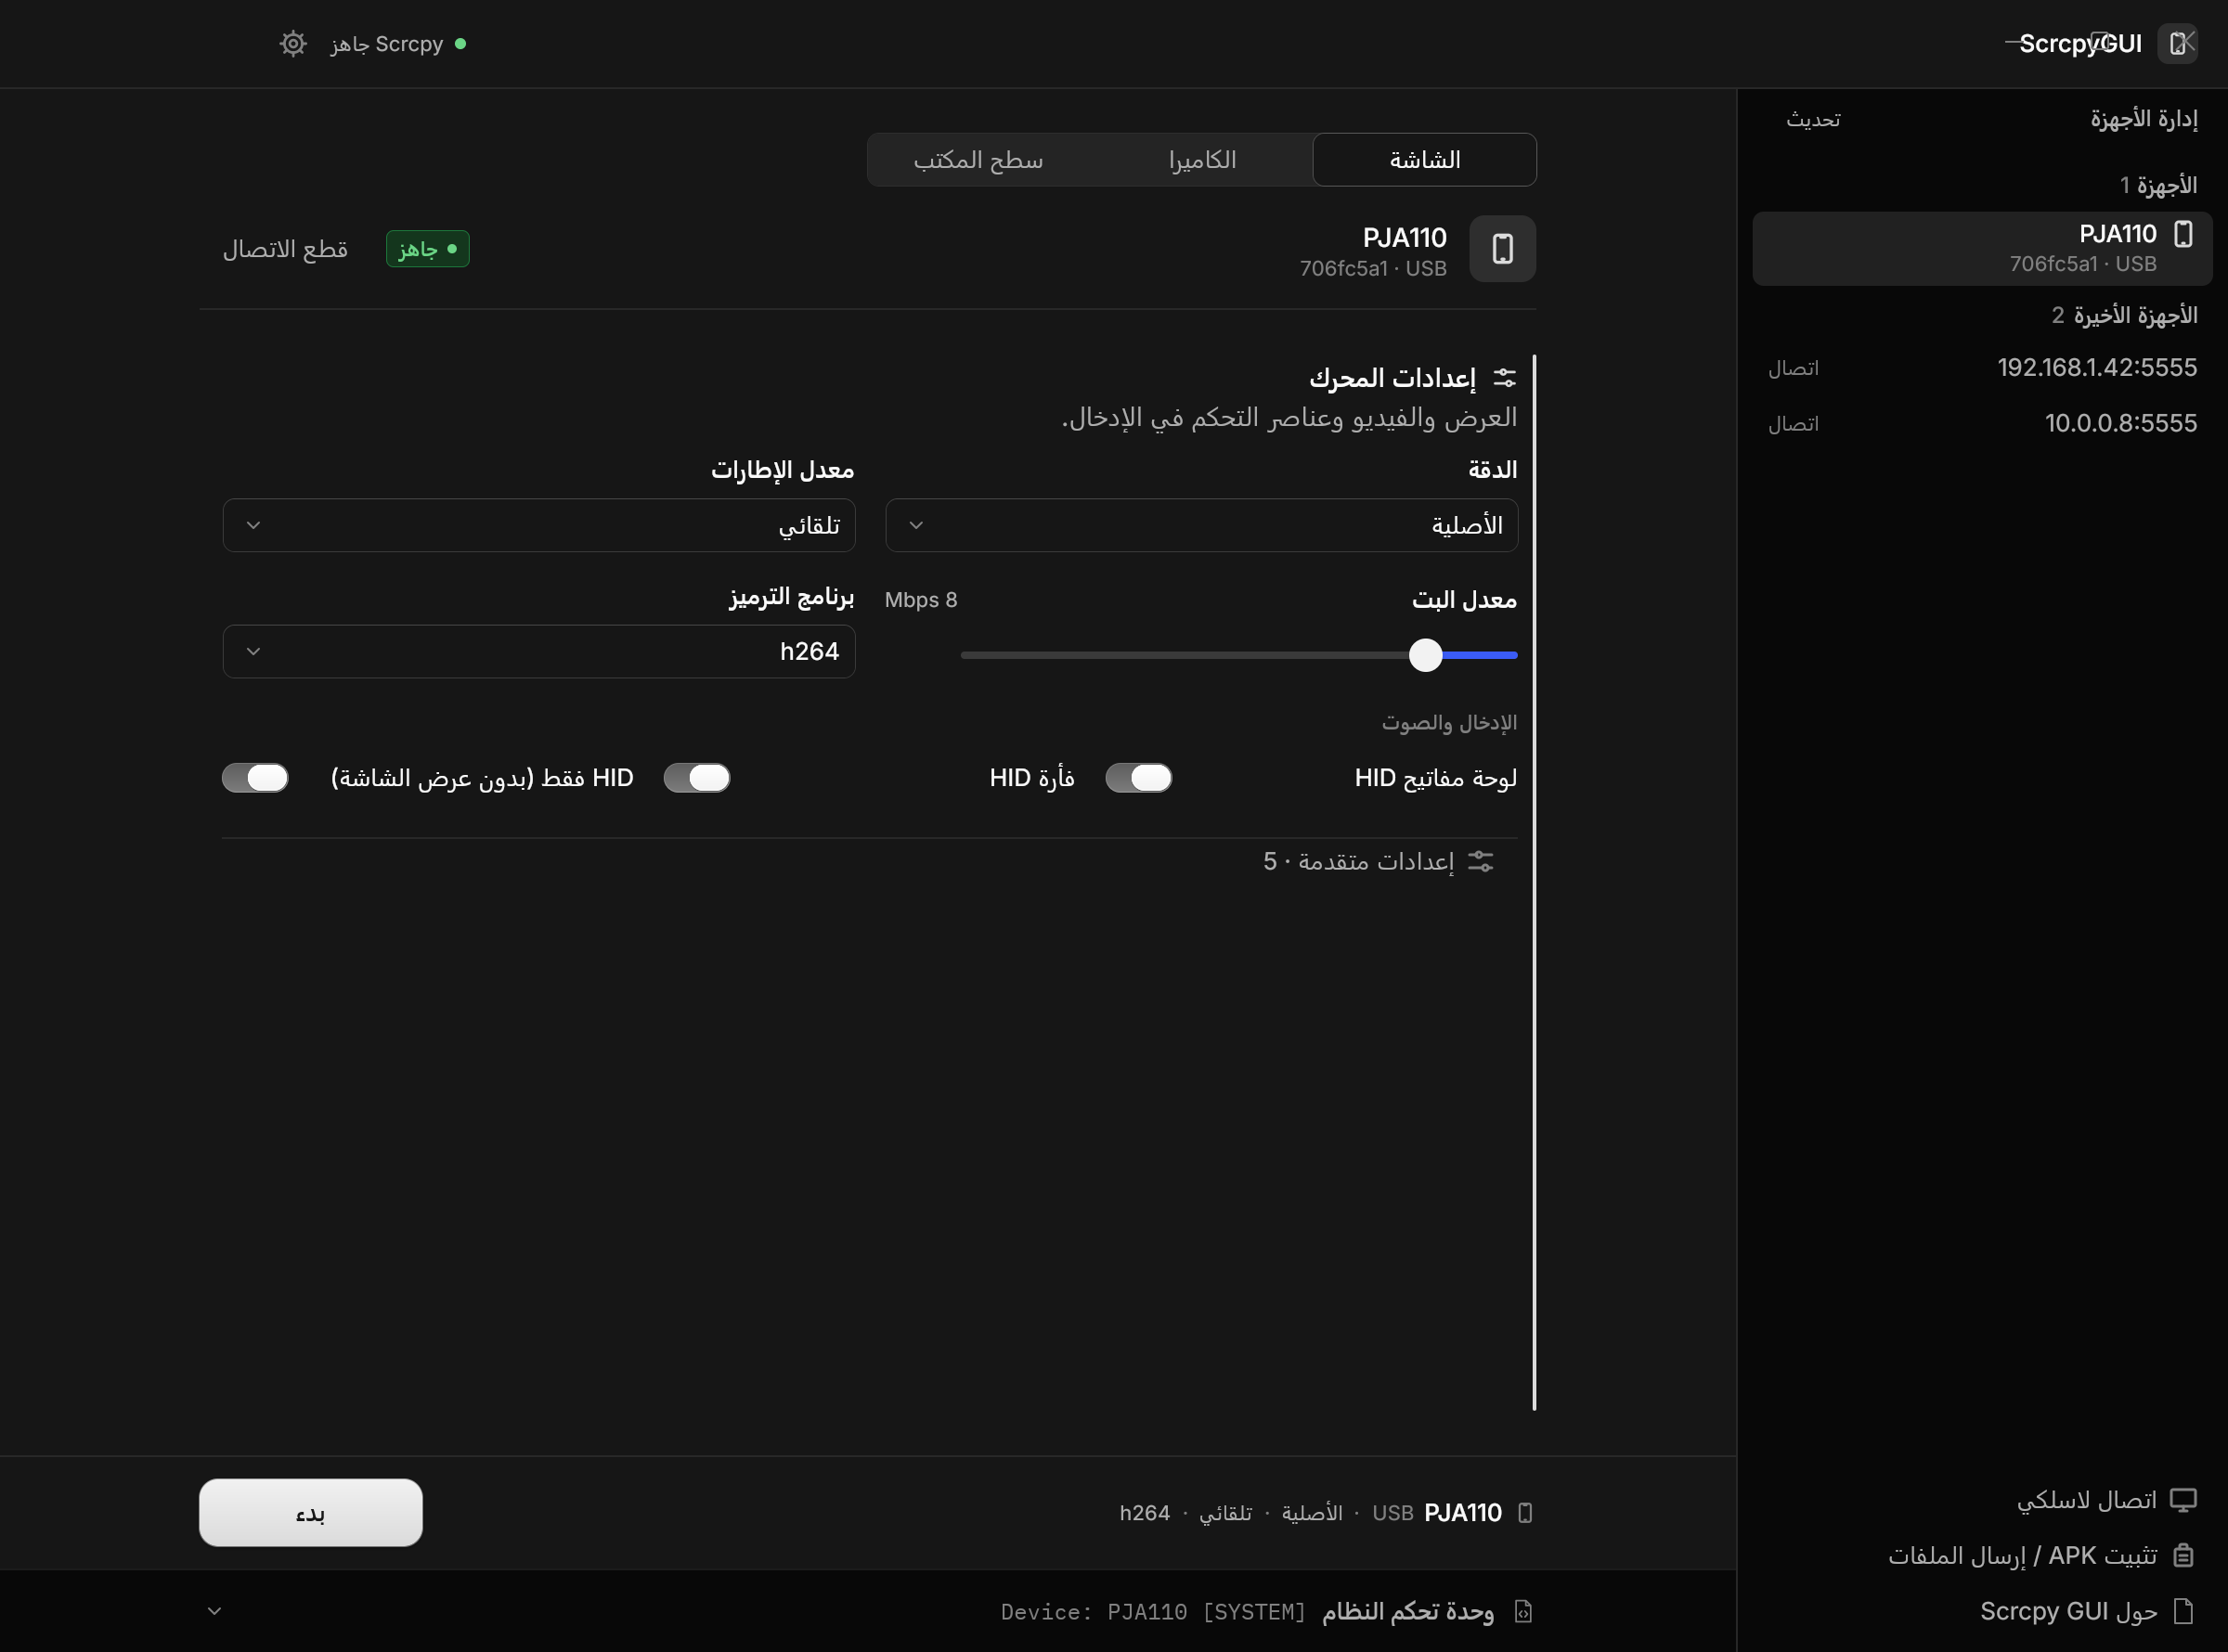 ScrcpyGUI
Scrcpy جاهز
إدارة الأجهزة
تحديث
الأجهزة 1
PJA110
706fc5a1 · USB
الأجهزة الأخيرة 2
192.168.1.42:5555
اتصال
10.0.0.8:5555
اتصال
اتصال لاسلكي
تثبيت APK / إرسال الملفات
حول Scrcpy GUI
الشاشة
الكاميرا
سطح المكتب
PJA110
706fc5a1 · USB
جاهز
قطع الاتصال
إعدادات المحرك
العرض والفيديو وعناصر التحكم في الإدخال.
الدقة
الأصلية
معدل الإطارات
تلقائي
معدل البت
8 Mbps
برنامج الترميز
h264
الإدخال والصوت
لوحة مفاتيح HID
فأرة HID
HID فقط (بدون عرض الشاشة)
إعدادات متقدمة · 5
PJA110 USB · الأصلية · تلقائي · h264
بدء
وحدة تحكم النظام
Device: PJA110 [SYSTEM]